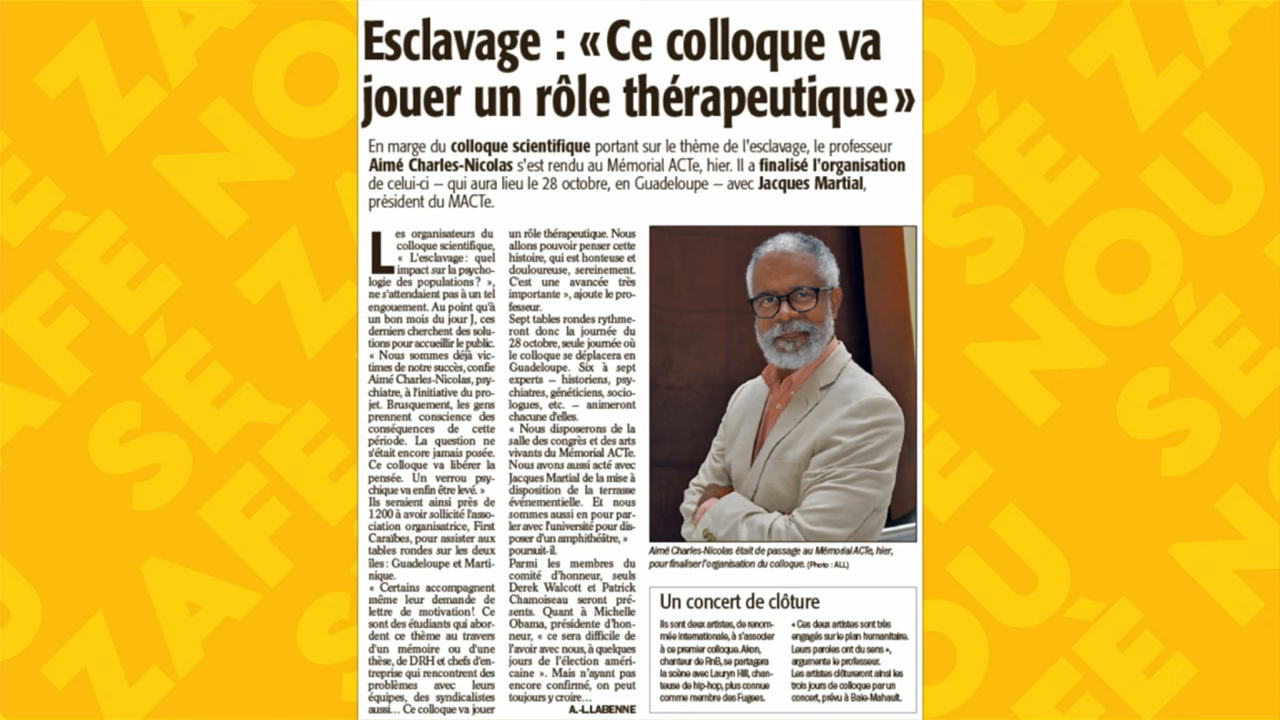 Esclavage : « Ce colloque va
jouer un rôle thérapeutique »
En marge du colloque scientifique portant sur le thème de l'esclavage, le professeur
Aimé Charles-Nicolas s'est rendu au Mémorial ACTe, hier. Il a finalisé l'organisation
de celui-ci – qui aura lieu le 28 octobre, en Guadeloupe – avec Jacques Martial,
président du MACTe.
Les organisateurs du
colloque scientifique,
« L'esclavage : quel
impact sur la psycho-
logie des populations ? »,
ne s'attendaient pas à un tel
engouement. Au point qu'à
un bon mois du jour J, ces
derniers cherchent des solu-
tions pour accueillir le public.
« Nous sommes déjà vic-
times de notre succès, confie
Aimé Charles-Nicolas, psy-
chiatre, à l'initiative du pro-
jet. Brusquement, les gens
prennent conscience des
conséquences de cette
période. La question ne
s'était encore jamais posée.
Ce colloque va libérer la
pensée. Un verrou psy-
chique va enfin être levé. »
Ils seraient ainsi près de
1 200 à avoir sollicité l'asso-
ciation organisatrice, First
Caraïbes, pour assister aux
tables rondes sur les deux
îles : Guadeloupe et Marti-
nique.
« Certains accompagnent
même leur demande de
lettre de motivation ! Ce
sont des étudiants qui abor-
dent ce thème au travers
d'un mémoire ou d'une
thèse, de DRH et chefs d'en-
treprise qui rencontrent des
problèmes avec leurs
équipes, des syndicalistes
aussi... Ce colloque va jouer
un rôle thérapeutique. Nous
allons pouvoir penser cette
histoire, qui est honteuse et
douloureuse, sereinement.
C'est une avancée très
importante », ajoute le pro-
fesseur.
Sept tables rondes rythme-
ront donc la journée du
28 octobre, seule journée où
le colloque se déplacera en
Guadeloupe. Six à sept
experts – historiens, psy-
chiatres, généticiens, socio-
logues, etc. – animeront
chacune d'elles.
« Nous disposerons de la
salle des congrès et des arts
vivants du Mémorial ACTe.
Nous avons aussi acté avec
Jacques Martial de la mise à
disposition de la terrasse
événementielle. Et nous
sommes aussi en pour par-
ler avec l'université pour dis-
poser d'un amphithéâtre, »
poursuit-il.
Parmi les membres du
comité d'honneur, seuls
Derek Walcott et Patrick
Chamoiseau seront pré-
sents. Quant à Michelle
Obama, présidente d'hon-
neur, « ce sera difficile de
l'avoir avec nous, à quelques
jours de l'élection améri-
caine ». Mais n'ayant pas
encore confirmé, on peut
toujours y croire...
A.-L.LABENNE
Aimé Charles-Nicolas était de passage au Mémorial ACTe, hier,
pour finaliser l'organisation du colloque. (Photo : ALL)
Un concert de clôture
Ils sont deux artistes, de renom-
mée internationale, à s'associer
à ce premier colloque. Akon,
chanteur de RnB, se partagera
la scène avec Lauryn Hill, chan-
teuse de hip-hop, plus connue
comme membre des Fugees.
« Ces deux artistes sont très
engagés sur le plan humanitaire.
Leurs paroles ont du sens »,
argumente le professeur.
Les artistes clôtureront ainsi les
trois jours de colloque par un
concert, prévu à Baie-Mahault.
SÉ NOU
ZAFÈ